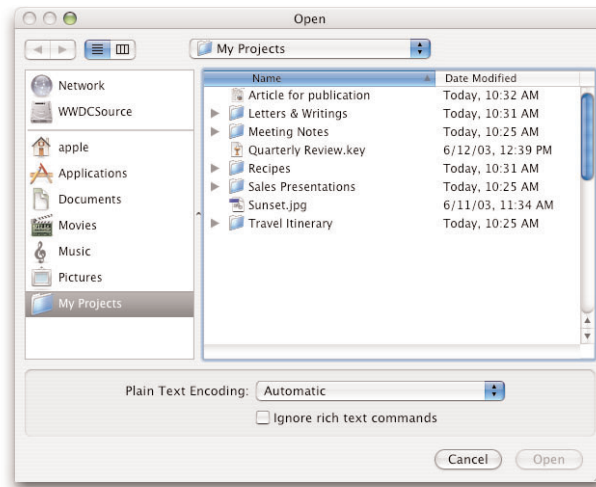 Open
My Projects
Network
WWDCSource
apple
Applications
Documents
Movies
Music
Pictures
My Projects
Name Date Modified
Article for publication Today, 10:32 AM
Letters & Writings Today, 10:31 AM
Meeting Notes Today, 10:25 AM
Quarterly Review.key 6/12/03, 12:39 PM
Recipes Today, 10:31 AM
Sales Presentations Today, 10:25 AM
Sunset.jpg 6/11/03, 11:34 AM
Travel Itinerary Today, 10:25 AM
Plain Text Encoding: Automatic
Ignore rich text commands
Cancel Open